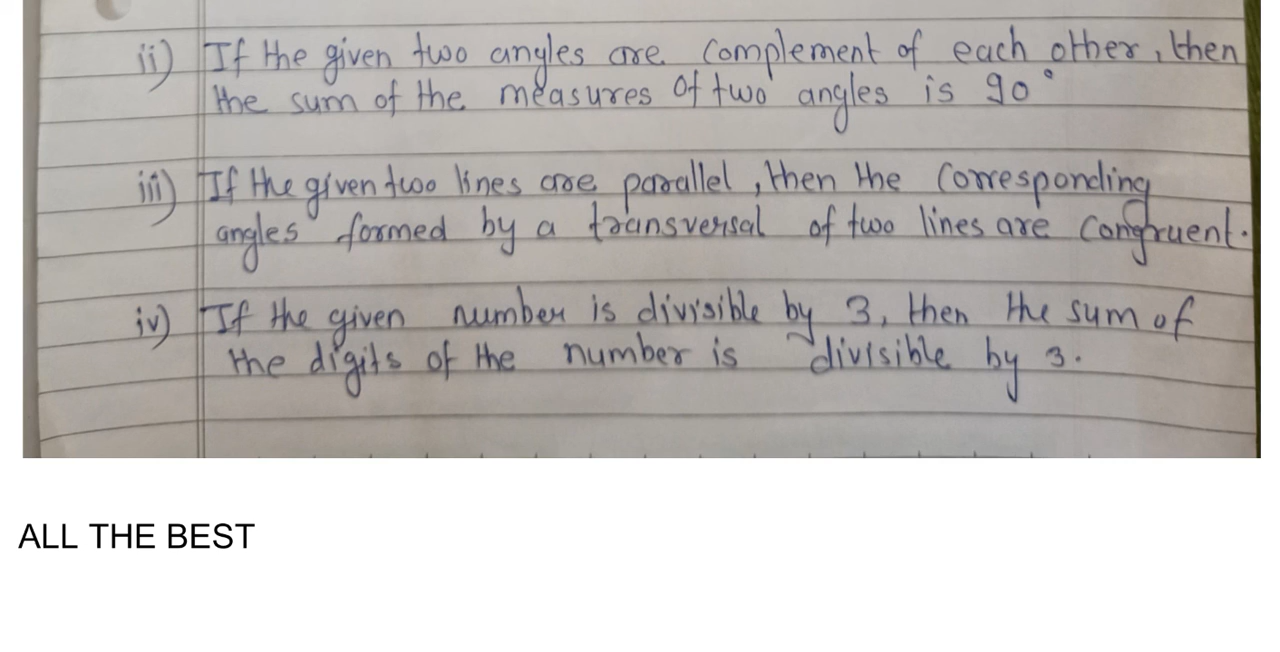 ii) If the given two angles are complement of each other, then
the sum of the measures of two angles is 90°
iii) If the given two lines are parallel, then the corresponding
angles formed by a transversal of two lines are congruent.
iv) If the given number is divisible by 3, then the sum of
the digits of the number is divisible by 3.
ALL THE BEST